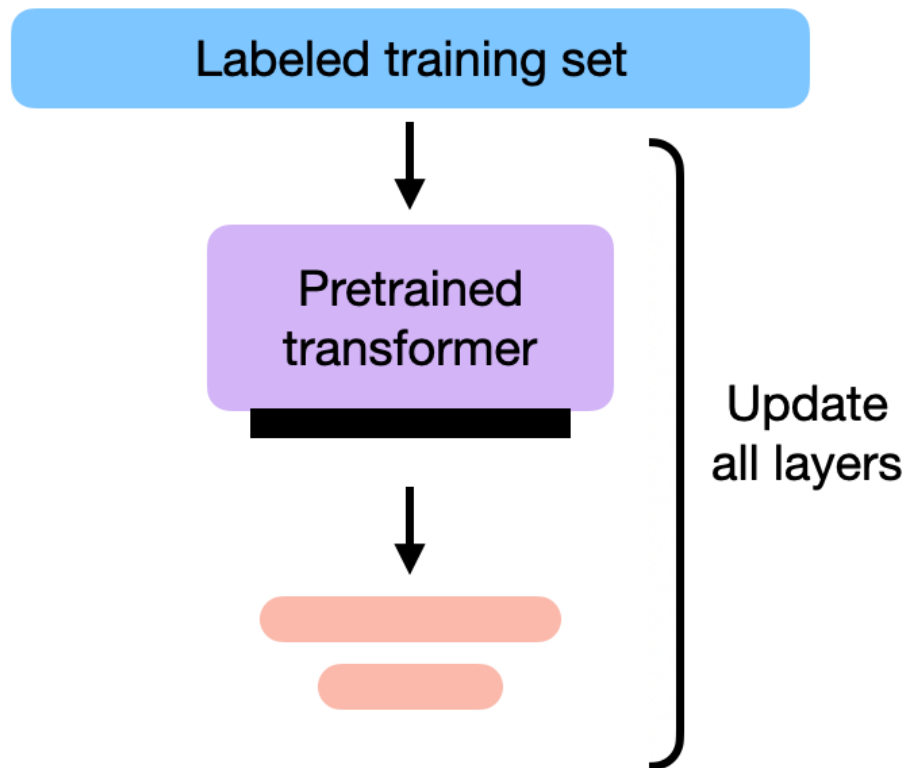 Labeled training set
Pretrained
transformer
Update
all layers